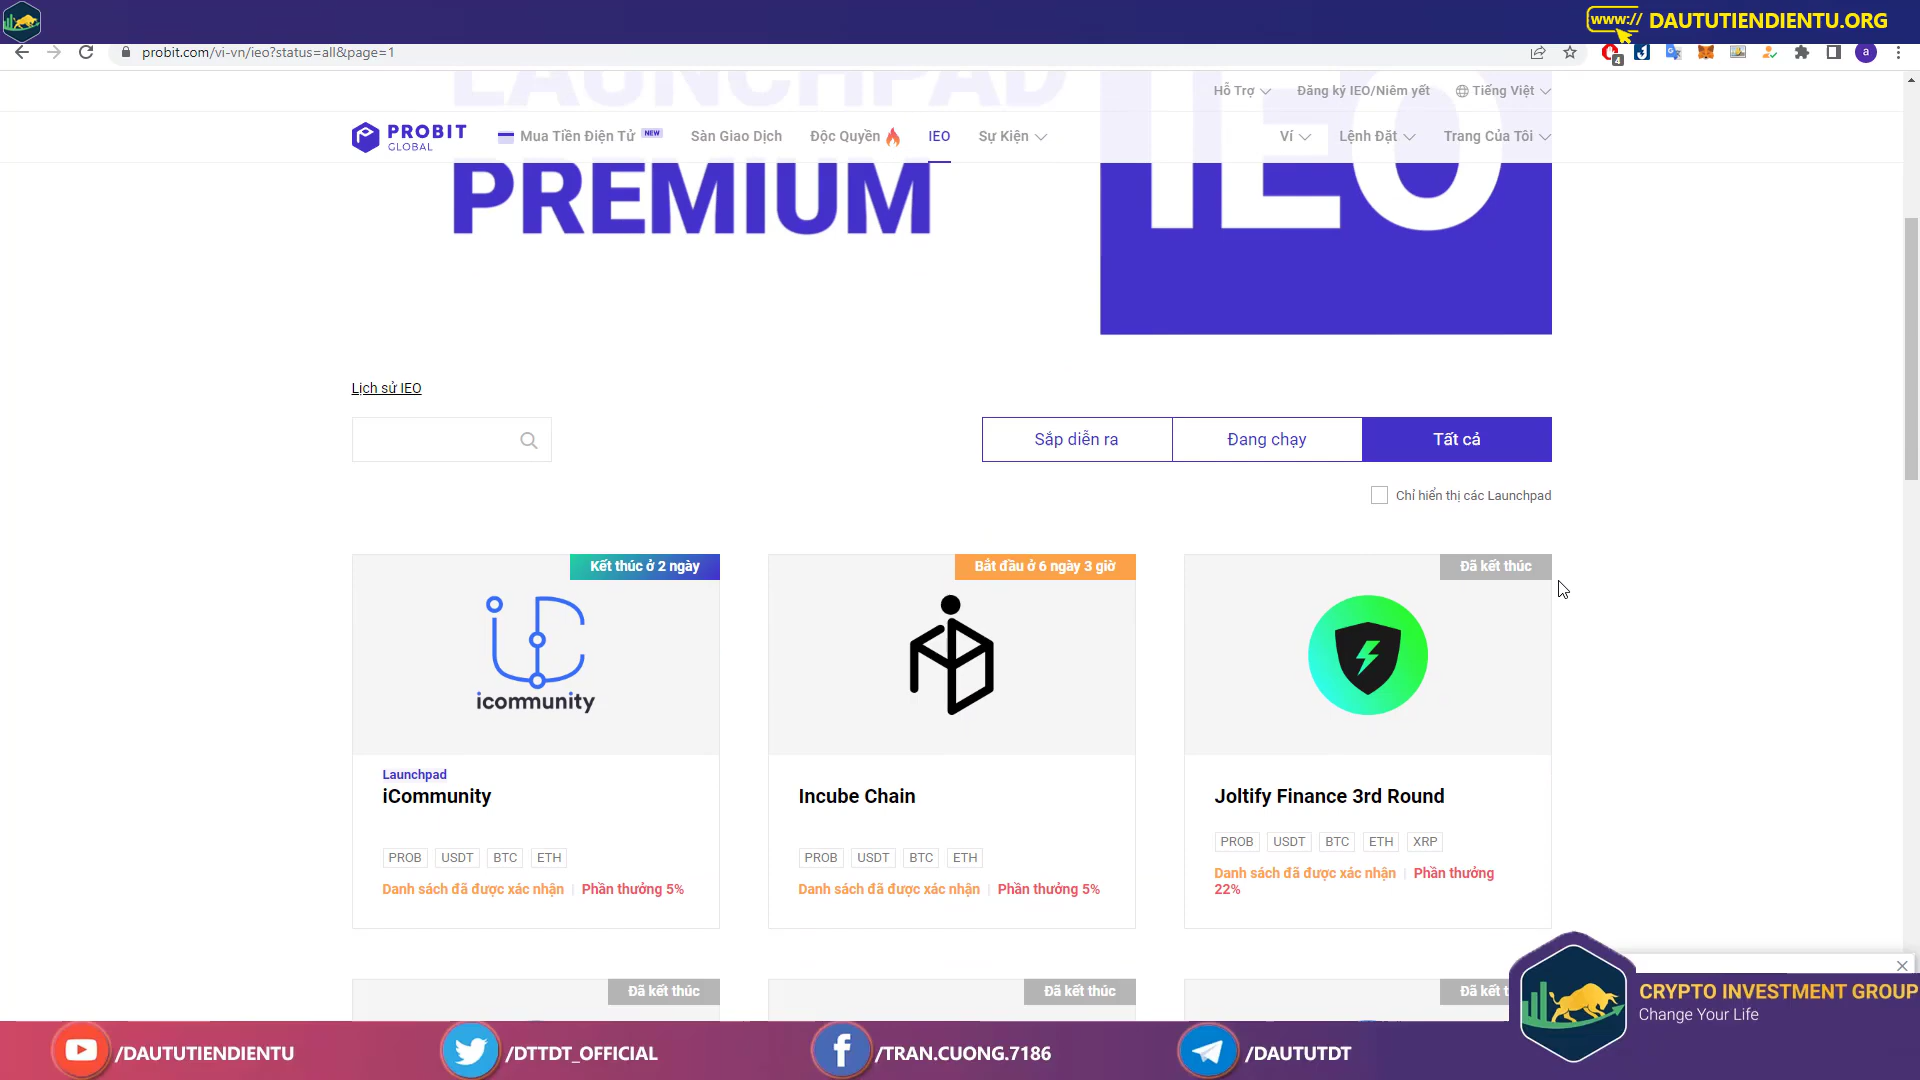 www:// DAUTUTIENDIENTU.ORG
probit.com/vi-vn/ieo?status=all&page=1
4
a
LAUNCHPAD
Hỗ Trợ
Đăng ký IEO/Niêm yết
Tiếng Việt
PROBIT
GLOBAL
Mua Tiền Điện Tử NEW
Sàn Giao Dịch
Độc Quyền
IEO
Sự Kiện
Ví
Lệnh Đặt
Trang Của Tôi
PREMIUM
IEO
Lịch sử IEO
Sắp diễn ra
Đang chạy
Tất cả
Chỉ hiển thị các Launchpad
Kết thúc ở 2 ngày
Bắt đầu ở 6 ngày 3 giờ
Đã kết thúc
icommunity
Launchpad
iCommunity
Incube Chain
Joltify Finance 3rd Round
PROB USDT BTC ETH
PROB USDT BTC ETH
PROB USDT BTC ETH XRP
Danh sách đã được xác nhận | Phần thưởng 5%
Danh sách đã được xác nhận | Phần thưởng 5%
Danh sách đã được xác nhận | Phần thưởng
22%
Đã kết thúc
Đã kết thúc
Đã kết
CRYPTO INVESTMENT GROUP
Change Your Life
/DAUTUTIENDIENTU
/DTTDT_OFFICIAL
/TRAN.CUONG.7186
/DAUTUTDT